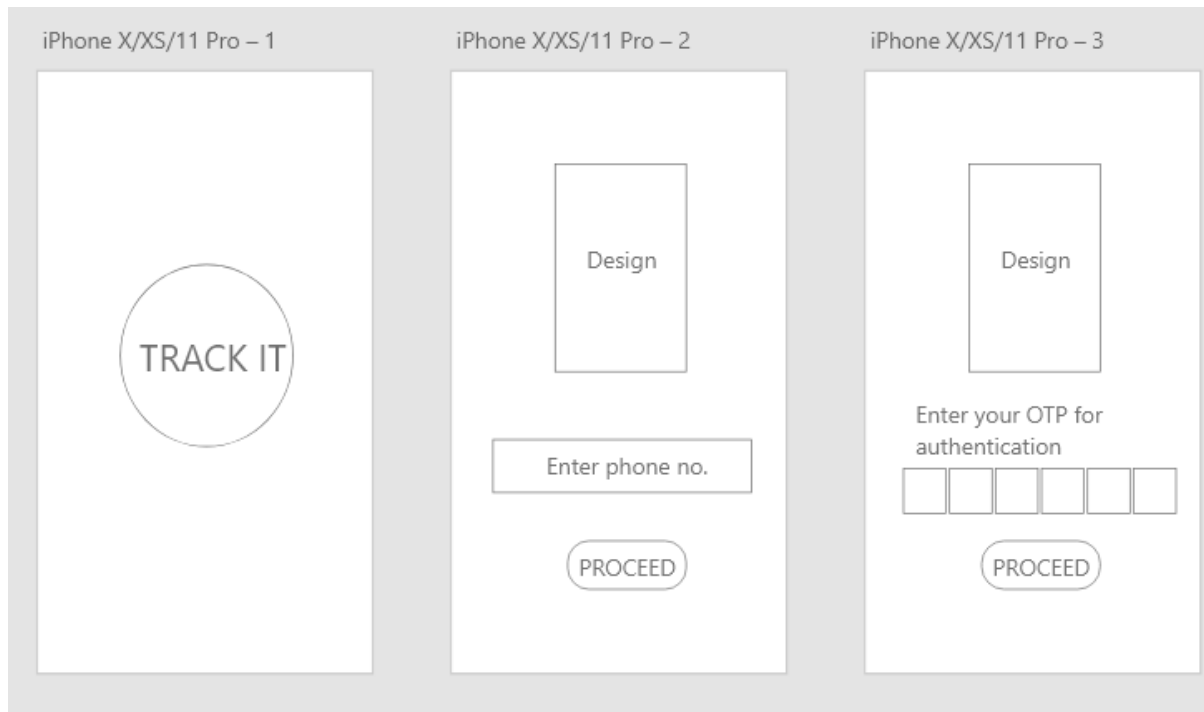 iPhone X/XS/11 Pro – 1
TRACK IT
iPhone X/XS/11 Pro – 2
Design
Enter phone no.
PROCEED
iPhone X/XS/11 Pro – 3
Design
Enter your OTP for
authentication
PROCEED